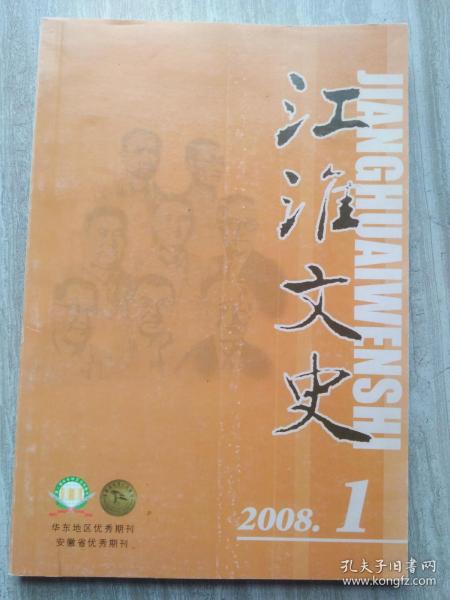 江淮文史
JIANGHUAIWENSHI
2008. 1
华东地区优秀期刊
安徽省优秀期刊
孔夫子旧书网
www.kongfz.com